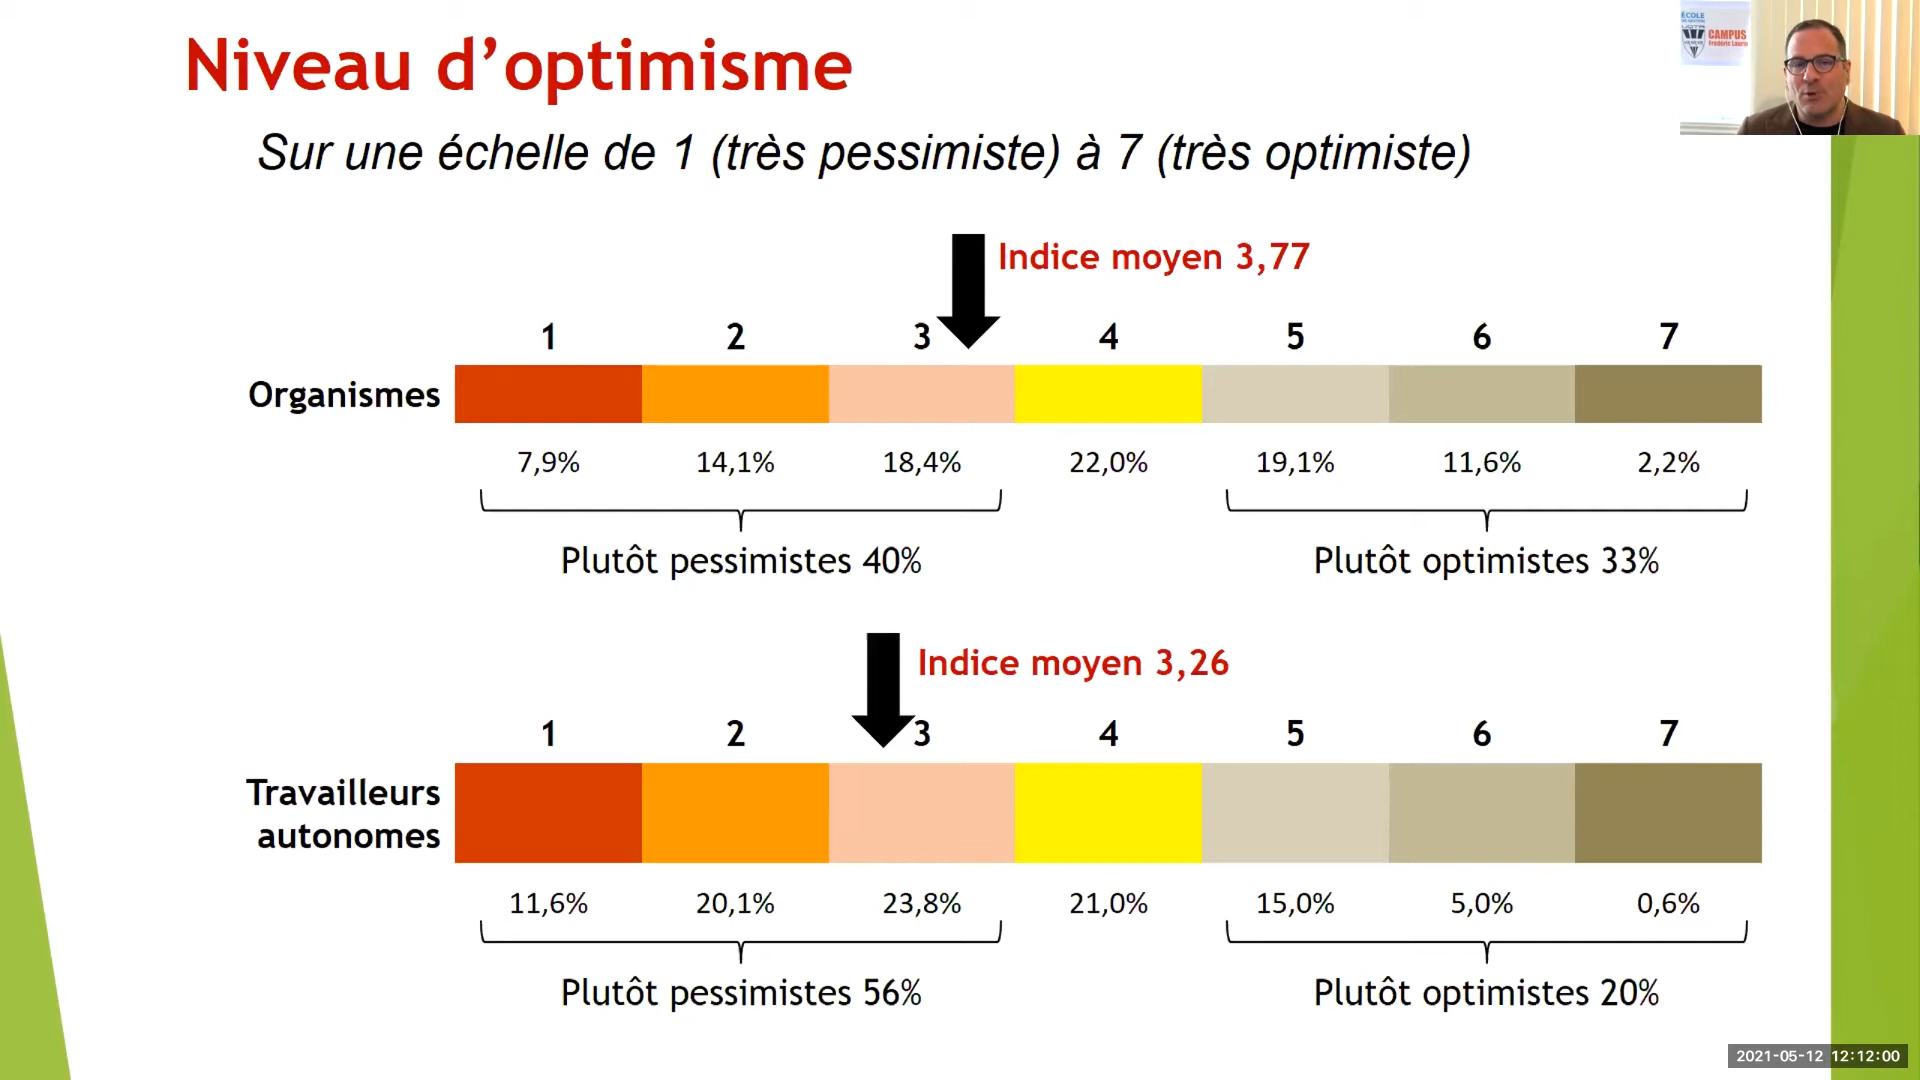 Niveau d’optimisme
Sur une échelle de 1 (très pessimiste) à 7 (très optimiste)
ÉCOLE
CAMPUS
Frédéric Laurin
Indice moyen 3,77
1 2 3 4 5 6 7
Organismes
7,9% 14,1% 18,4% 22,0% 19,1% 11,6% 2,2%
Plutôt pessimistes 40% Plutôt optimistes 33%
Indice moyen 3,26
1 2 3 4 5 6 7
Travailleurs
autonomes
11,6% 20,1% 23,8% 21,0% 15,0% 5,0% 0,6%
Plutôt pessimistes 56% Plutôt optimistes 20%
2021-05-12 12:12:00